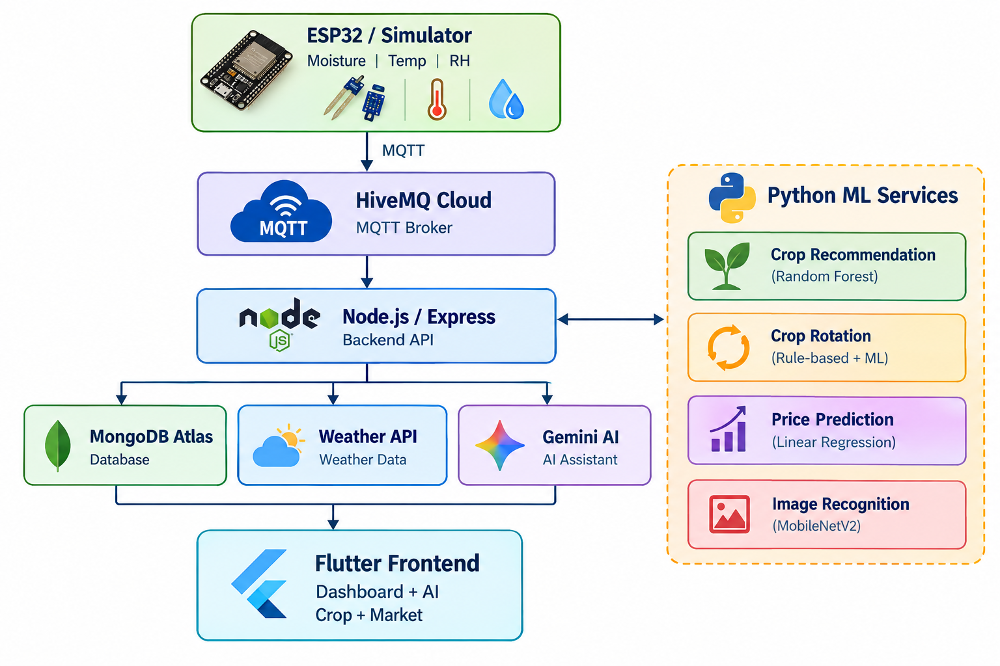 ESP32 / Simulator
Moisture | Temp | RH
MQTT
MQTT
HiveMQ Cloud
MQTT Broker
node
JS
Node.js / Express
Backend API
MongoDB Atlas
Database
Weather API
Weather Data
Gemini AI
AI Assistant
Flutter Frontend
Dashboard + AI
Crop + Market
Python ML Services
Crop Recommendation
(Random Forest)
Crop Rotation
(Rule-based + ML)
Price Prediction
(Linear Regression)
Image Recognition
(MobileNetV2)